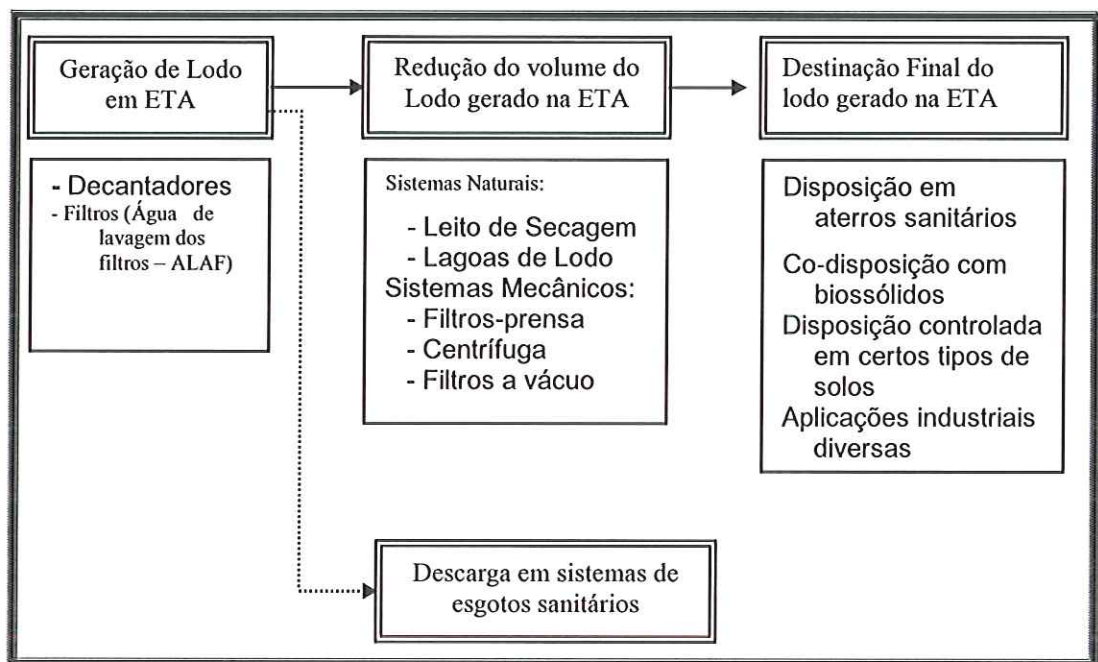 Geração de Lodo
em ETA
Redução do volume do
Lodo gerado na ETA
Destinação Final do
lodo gerado na ETA
- Decantadores
- Filtros (Água de
lavagem dos
filtros – ALAF)
Sistemas Naturais:
- Leito de Secagem
- Lagoas de Lodo
Sistemas Mecânicos:
- Filtros-prensa
- Centrífuga
- Filtros a vácuo
Disposição em
aterros sanitários
Co-disposição com
biossólidos
Disposição controlada
em certos tipos de
solos
Aplicações industriais
diversas
Descarga em sistemas de
esgotos sanitários